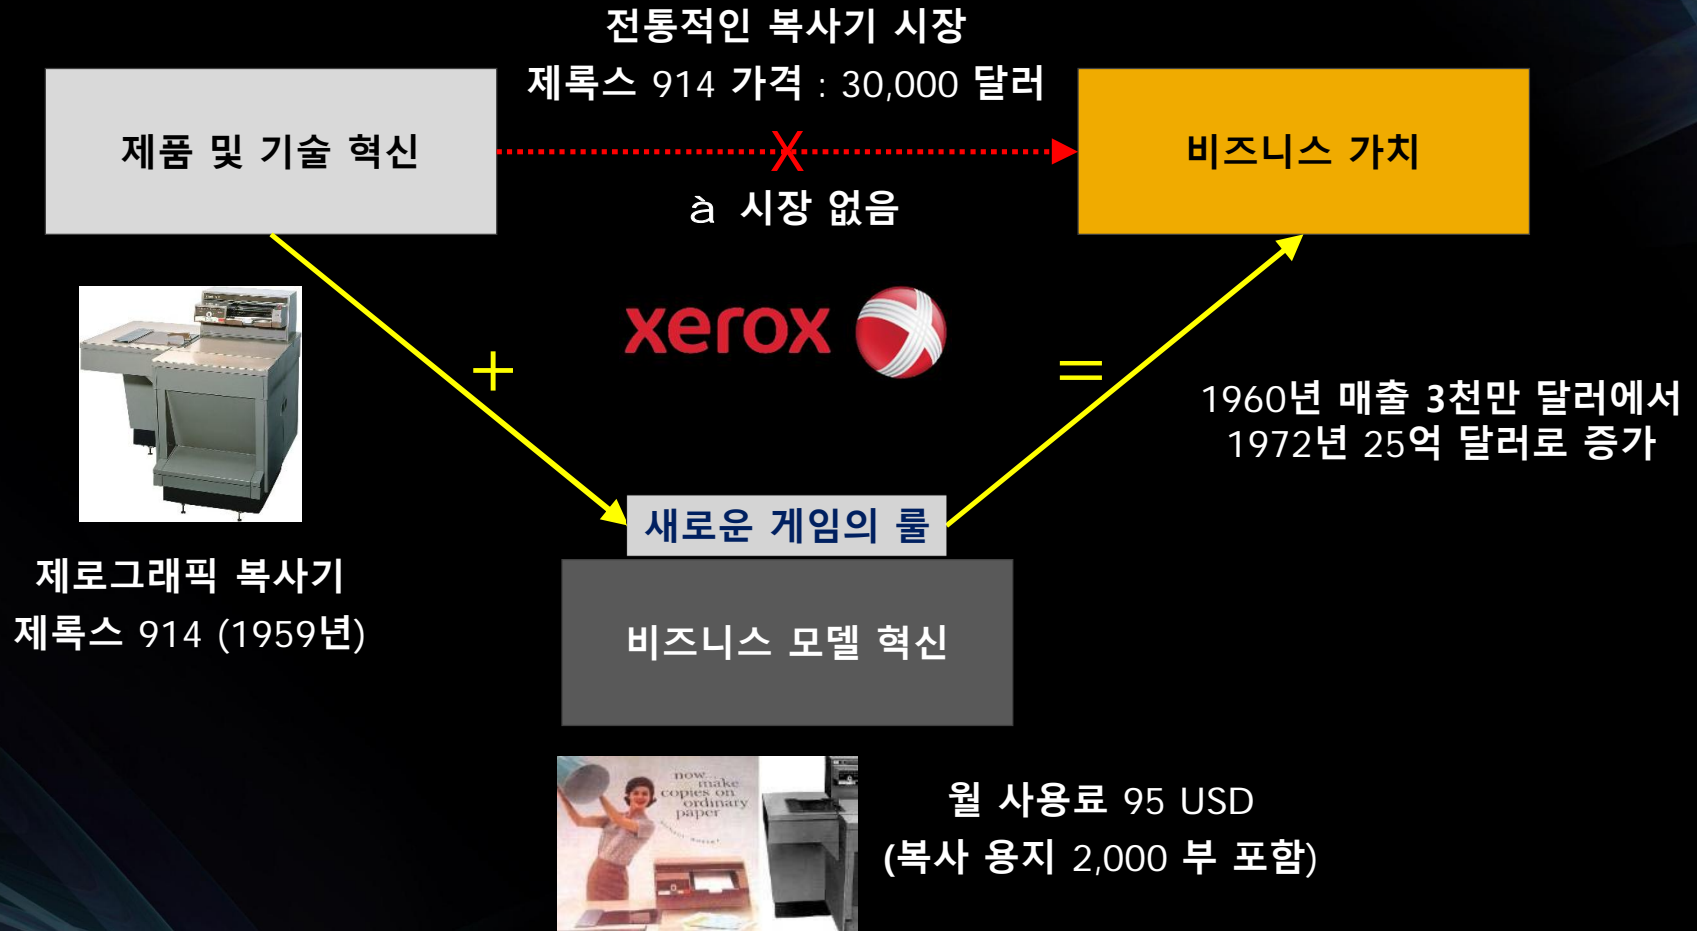 전통적인 복사기 시장
제록스 914 가격 : 30,000 달러
제품 및 기술 혁신
X
비즈니스 가치
à 시장 없음
xerox
+
=
1960년 매출 3천만 달러에서
1972년 25억 달러로 증가
새로운 게임의 룰
제로그래픽 복사기
제록스 914 (1959년)
비즈니스 모델 혁신
now
make
copies on
ordinary
paper
월 사용료 95 USD
(복사 용지 2,000 부 포함)